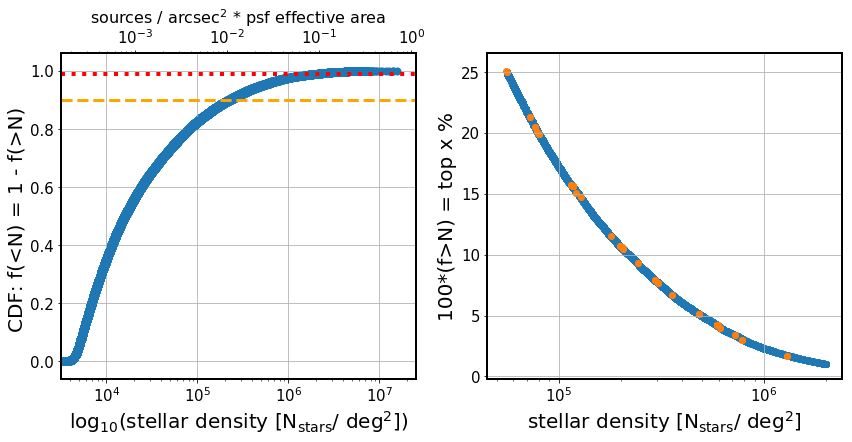 sources / arcsec² * psf effective area
10⁻³ 10⁻² 10⁻¹ 10⁰
1.0
0.8
0.6
0.4
0.2
0.0
CDF: f(<N) = 1 - f(>N)
10⁴ 10⁵ 10⁶ 10⁷
log₁₀(stellar density [N_stars/ deg²])
25
20
15
10
5
0
100*(f>N) = top x %
10⁵ 10⁶
stellar density [N_stars/ deg²]